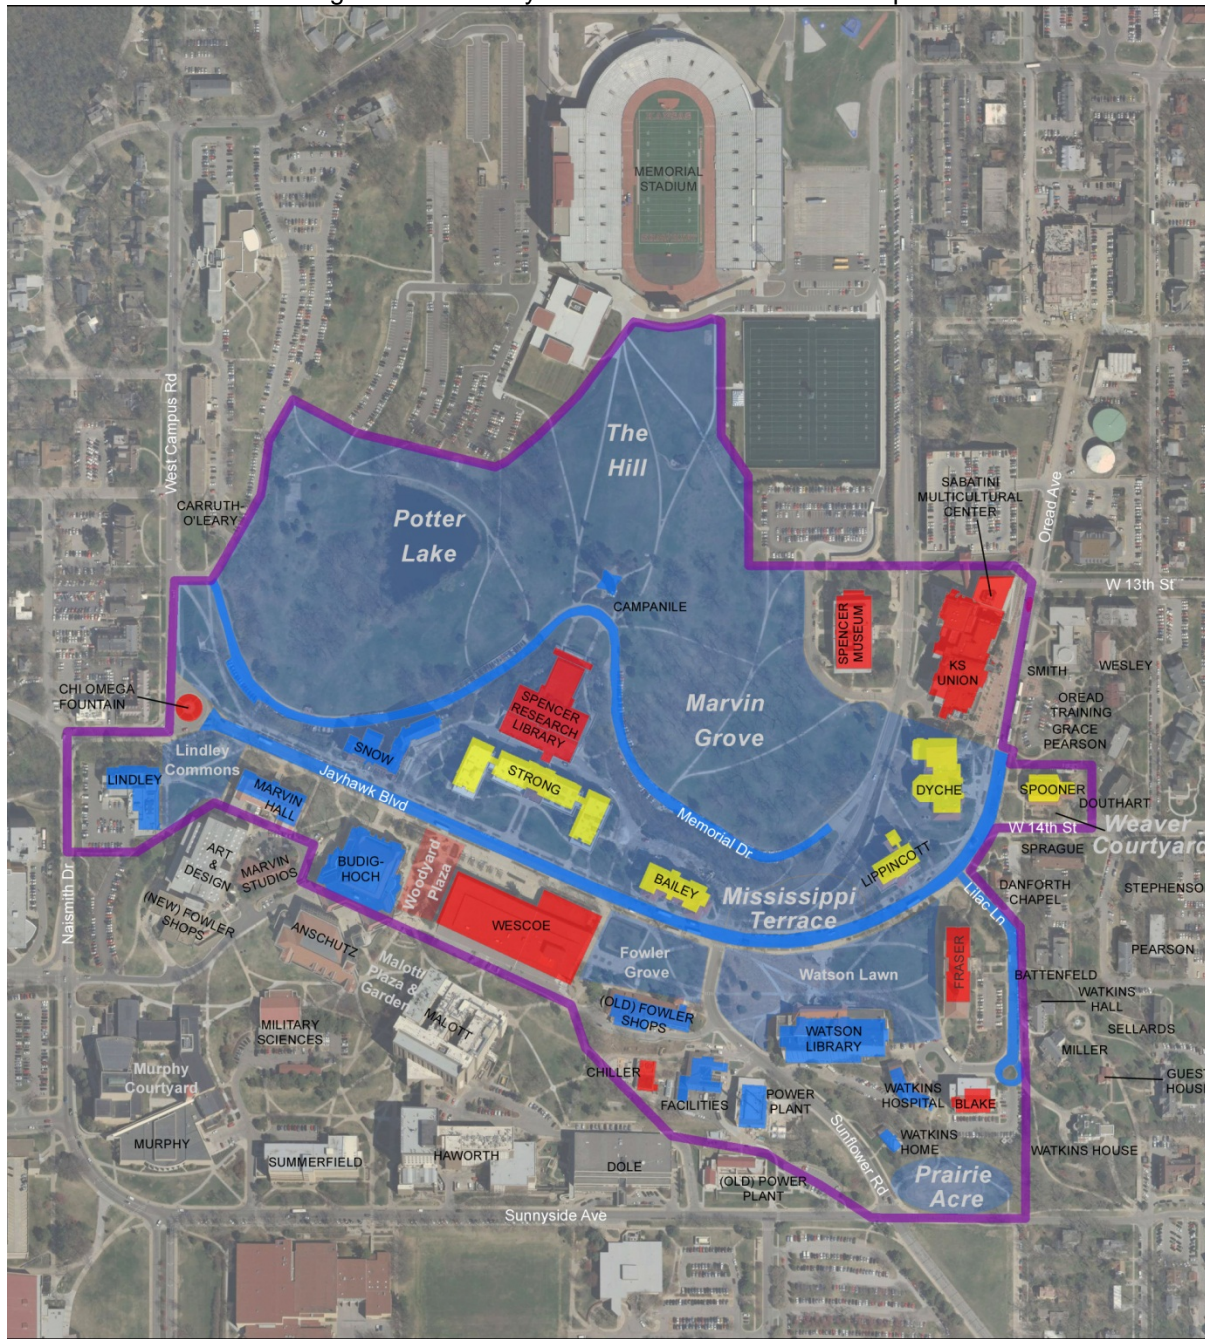 MEMORIAL
STADIUM
The
Hill
West Campus Rd
CARRUTH-
O'LEARY
Potter
Lake
SABATINI
MULTICULTURAL
CENTER
Oread Ave
W 13th St
CAMPANILE
SPENCER
MUSEUM
KS
UNION
SMITH
WESLEY
CHI OMEGA
FOUNTAIN
SPENCER
RESEARCH
LIBRARY
Marvin
Grove
OREAD
TRAINING
GRACE
PEARSON
Lindley
Commons
SNOW
LINDLEY
MARVIN
HALL
Jayhawk Blvd
STRONG
DYCHE
SPOONER
DOUTHART
Weaver
Courtyard
W 14th St
Memorial Dr
ART
&
DESIGN
MARVIN
STUDIOS
BUDIG-
HOCH
Woodyard
Plaza
BAILEY
LIPPINCOTT
SPRAGUE
Mississippi
Terrace
Lilac Ln
DANFORTH
CHAPEL
STEPHENSO
Naismith Dr
(NEW) FOWLER
SHOPS
ANSCHUTZ
WESCOE
Fowler
Grove
Watson Lawn
FRASER
PEARSON
BATTENFELD
Malott
Plaza &
Garden
MALOTT
(OLD) FOWLER
SHOPS
WATSON
LIBRARY
WATKINS
HALL
MILITARY
SCIENCES
SELLARDS
MILLER
Murphy
Courtyard
CHILLER
FACILITIES
POWER
PLANT
WATKINS
HOSPITAL
BLAKE
GUEST
HOUSE
MURPHY
SUMMERFIELD
HAWORTH
DOLE
(OLD) POWER
PLANT
Sunflower Rd
WATKINS
HOME
WATKINS HOUSE
Prairie
Acre
Sunnyside Ave